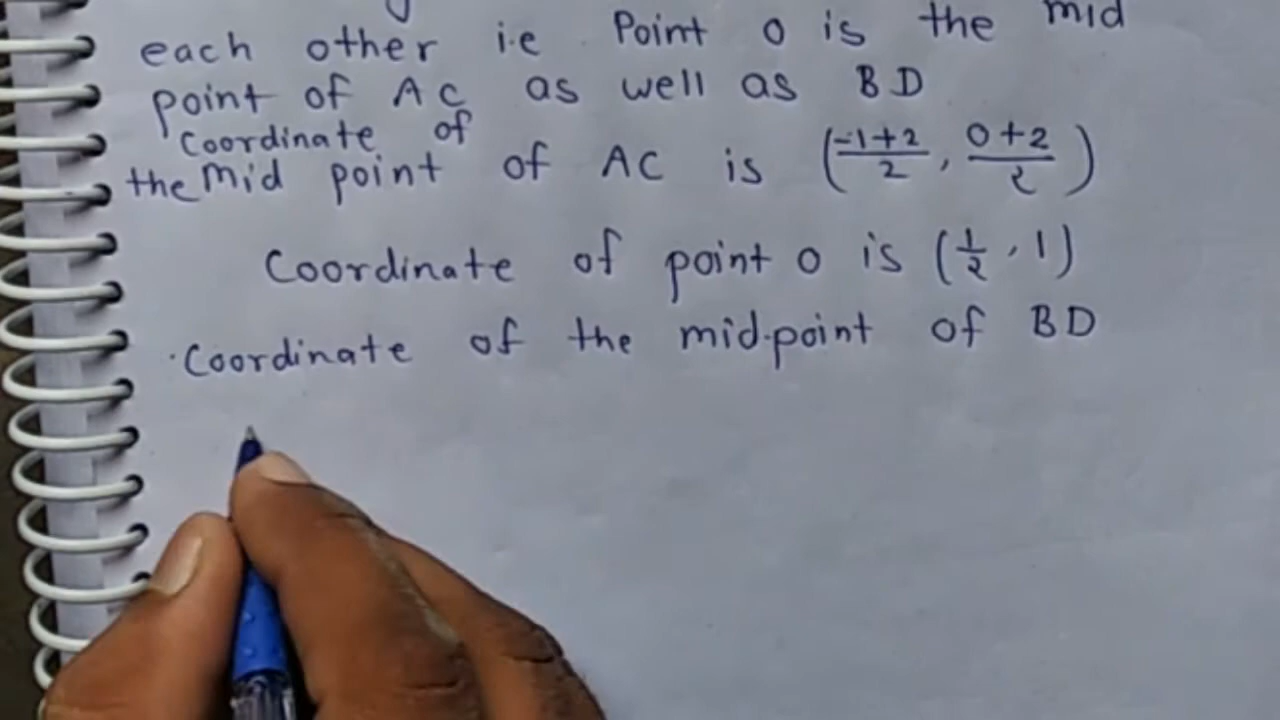 each other i.e Point O is the mid
point of AC as well as BD
Coordinate of
the Mid point of AC is (-1+2/2, 0+2/2)
Coordinate of point O is (1/2, 1)
Coordinate of the mid-point of BD